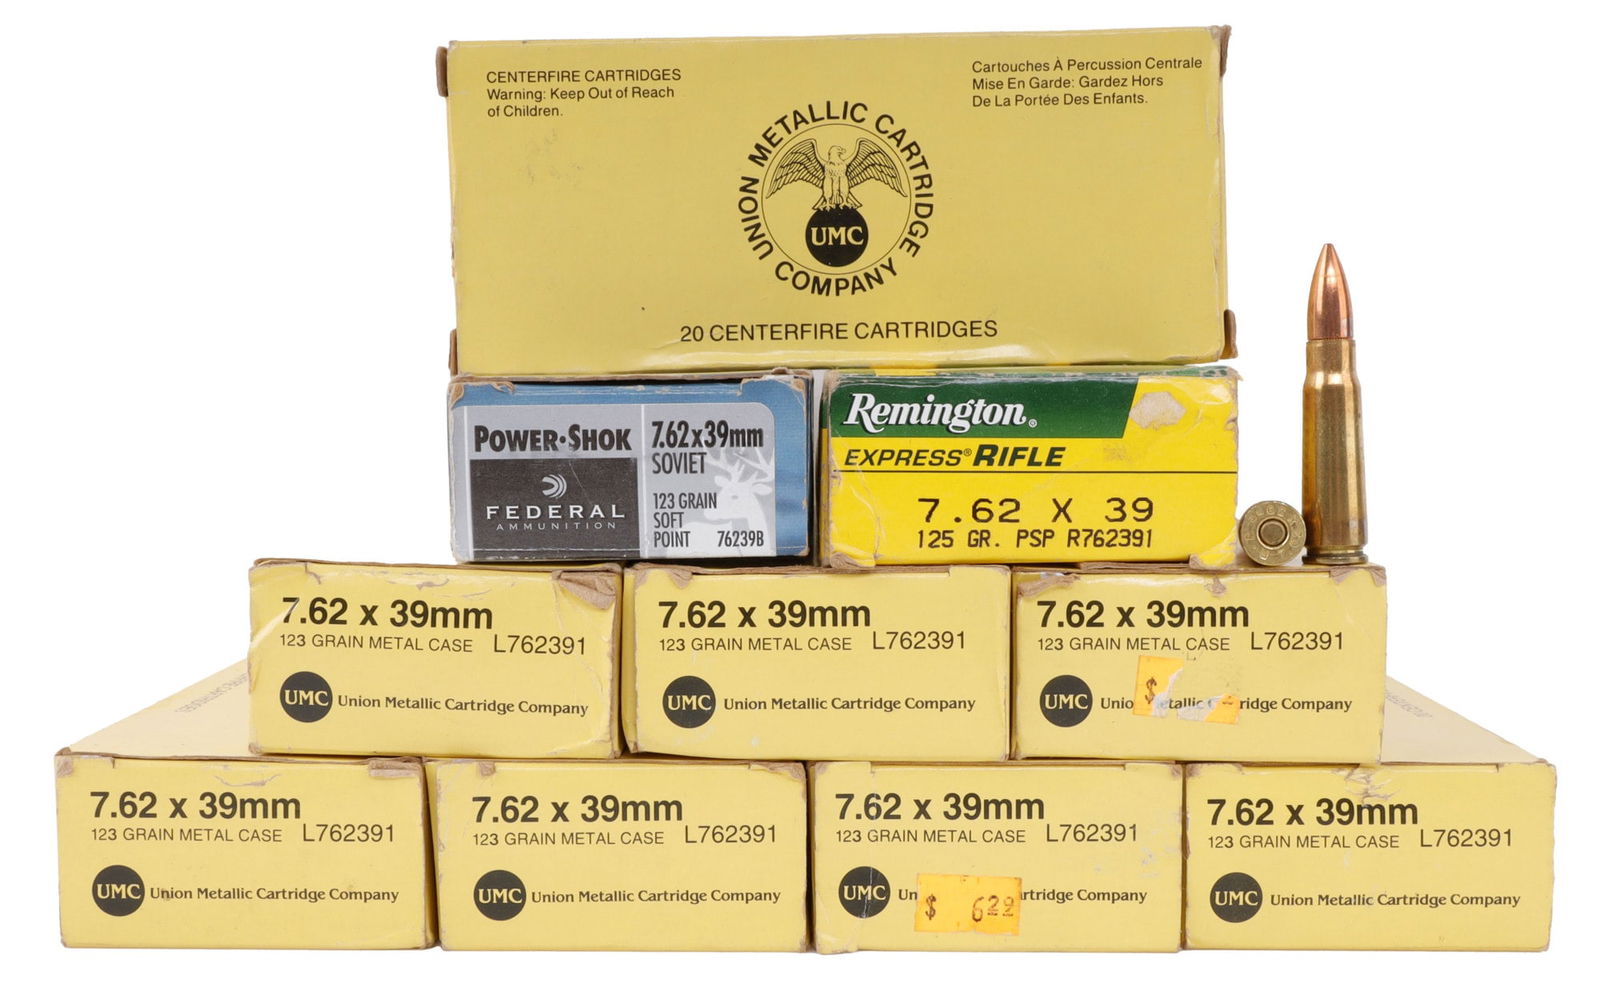 CENTERFIRE CARTRIDGES
Warning: Keep Out of Reach
of Children.
Cartouches À Percussion Centrale
Mise En Garde: Gardez Hors
De La Portée Des Enfants.
UNION METALLIC CARTRIDGE COMPANY
UMC
20 CENTERFIRE CARTRIDGES
POWER•SHOK
FEDERAL
AMMUNITION
7.62x39mm
SOVIET
123 GRAIN
SOFT
POINT 76239B
Remington®
EXPRESS® RIFLE
7.62 X 39
125 GR. PSP R762391
7.62 x 39mm
123 GRAIN METAL CASE L762391
UMC Union Metallic Cartridge Company
7.62 x 39mm
123 GRAIN METAL CASE L762391
UMC Union Metallic Cartridge Company
7.62 x 39mm
123 GRAIN METAL CASE L762391
UMC Metallic Cartridge Company
$
7.62 x 39mm
123 GRAIN METAL CASE L762391
UMC Union Metallic Cartridge Company
7.62 x 39mm
123 GRAIN METAL CASE L762391
UMC Union Metallic Cartridge Company
7.62 x 39mm
123 GRAIN METAL CASE L762391
UMC Un rtridge Company
$ 6.29
7.62 x 39mm
123 GRAIN METAL CASE L762391
UMC Union Metallic Cartridge Company